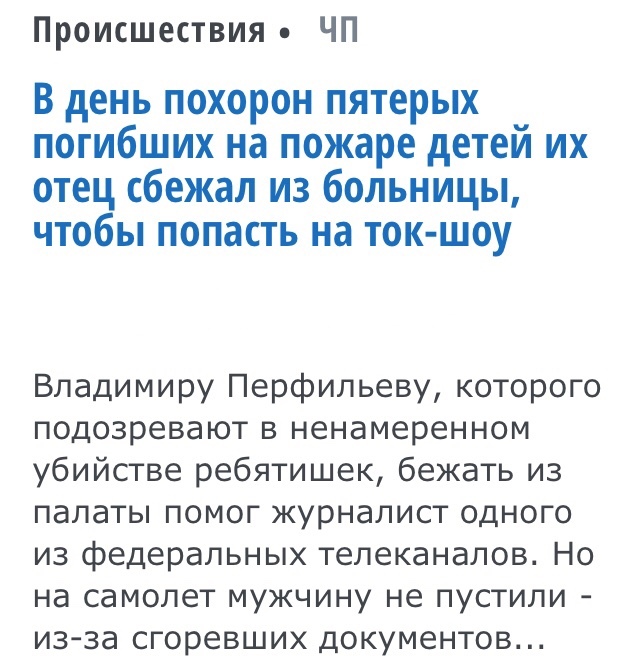 Происшествия • ЧП
В день похорон пятерых
погибших на пожаре детей их
отец сбежал из больницы,
чтобы попасть на ток-шоу
Владимиру Перфильеву, которого
подозревают в ненамеренном
убийстве ребятишек, бежать из
палаты помог журналист одного
из федеральных телеканалов. Но
на самолет мужчину не пустили -
из-за сгоревших документов...